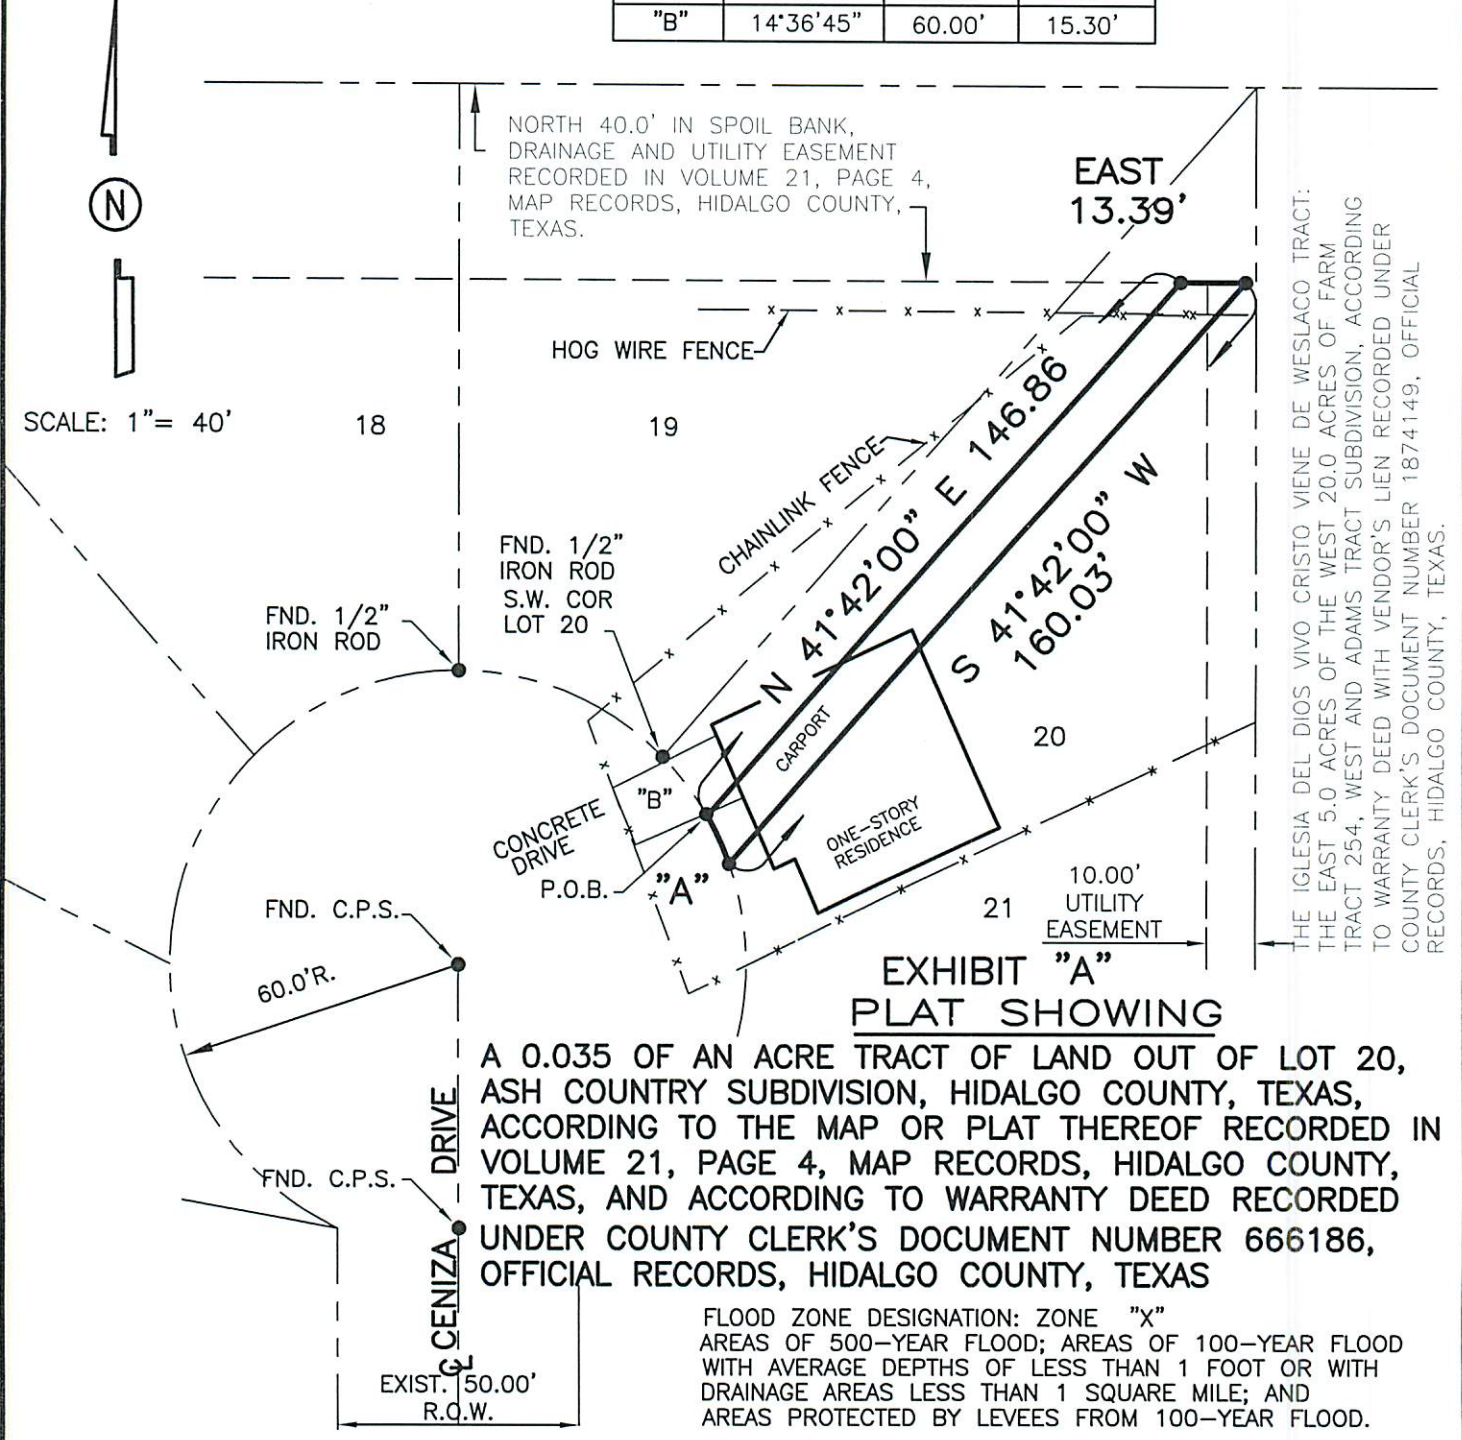 "B" 14°36'45" 60.00' 15.30'
NORTH 40.0' IN SPOIL BANK,
DRAINAGE AND UTILITY EASEMENT
RECORDED IN VOLUME 21, PAGE 4,
MAP RECORDS, HIDALGO COUNTY,
TEXAS.
EAST
13.39'
N
HOG WIRE FENCE
SCALE: 1"= 40'
18
19
CHAINLINK FENCE
N 41°42'00" E 146.86
S 41°42'00" W
160.03'
FND. 1/2"
IRON ROD
S.W. COR
LOT 20
FND. 1/2"
IRON ROD
CARPORT
20
"B"
CONCRETE
DRIVE
ONE-STORY
RESIDENCE
P.O.B.
"A"
21
10.00'
UTILITY
EASEMENT
FND. C.P.S.
60.0'R.
THE IGLESIA DEL DIOS VIVO CRISTO VIENE DE WESLACO TRACT:
THE EAST 5.0 ACRES OF THE WEST 20.0 ACRES OF FARM
TRACT 254, WEST AND ADAMS TRACT SUBDIVISION, ACCORDING
TO WARRANTY DEED WITH VENDOR'S LIEN RECORDED UNDER
COUNTY CLERK'S DOCUMENT NUMBER 1874149, OFFICIAL
RECORDS, HIDALGO COUNTY, TEXAS.
EXHIBIT "A"
PLAT SHOWING
A 0.035 OF AN ACRE TRACT OF LAND OUT OF LOT 20,
ASH COUNTRY SUBDIVISION, HIDALGO COUNTY, TEXAS,
ACCORDING TO THE MAP OR PLAT THEREOF RECORDED IN
VOLUME 21, PAGE 4, MAP RECORDS, HIDALGO COUNTY,
TEXAS, AND ACCORDING TO WARRANTY DEED RECORDED
UNDER COUNTY CLERK'S DOCUMENT NUMBER 666186,
OFFICIAL RECORDS, HIDALGO COUNTY, TEXAS
FND. C.P.S.
℄ CENIZA DRIVE
EXIST. 50.00'
R.O.W.
FLOOD ZONE DESIGNATION: ZONE "X"
AREAS OF 500-YEAR FLOOD; AREAS OF 100-YEAR FLOOD
WITH AVERAGE DEPTHS OF LESS THAN 1 FOOT OR WITH
DRAINAGE AREAS LESS THAN 1 SQUARE MILE; AND
AREAS PROTECTED BY LEVEES FROM 100-YEAR FLOOD.